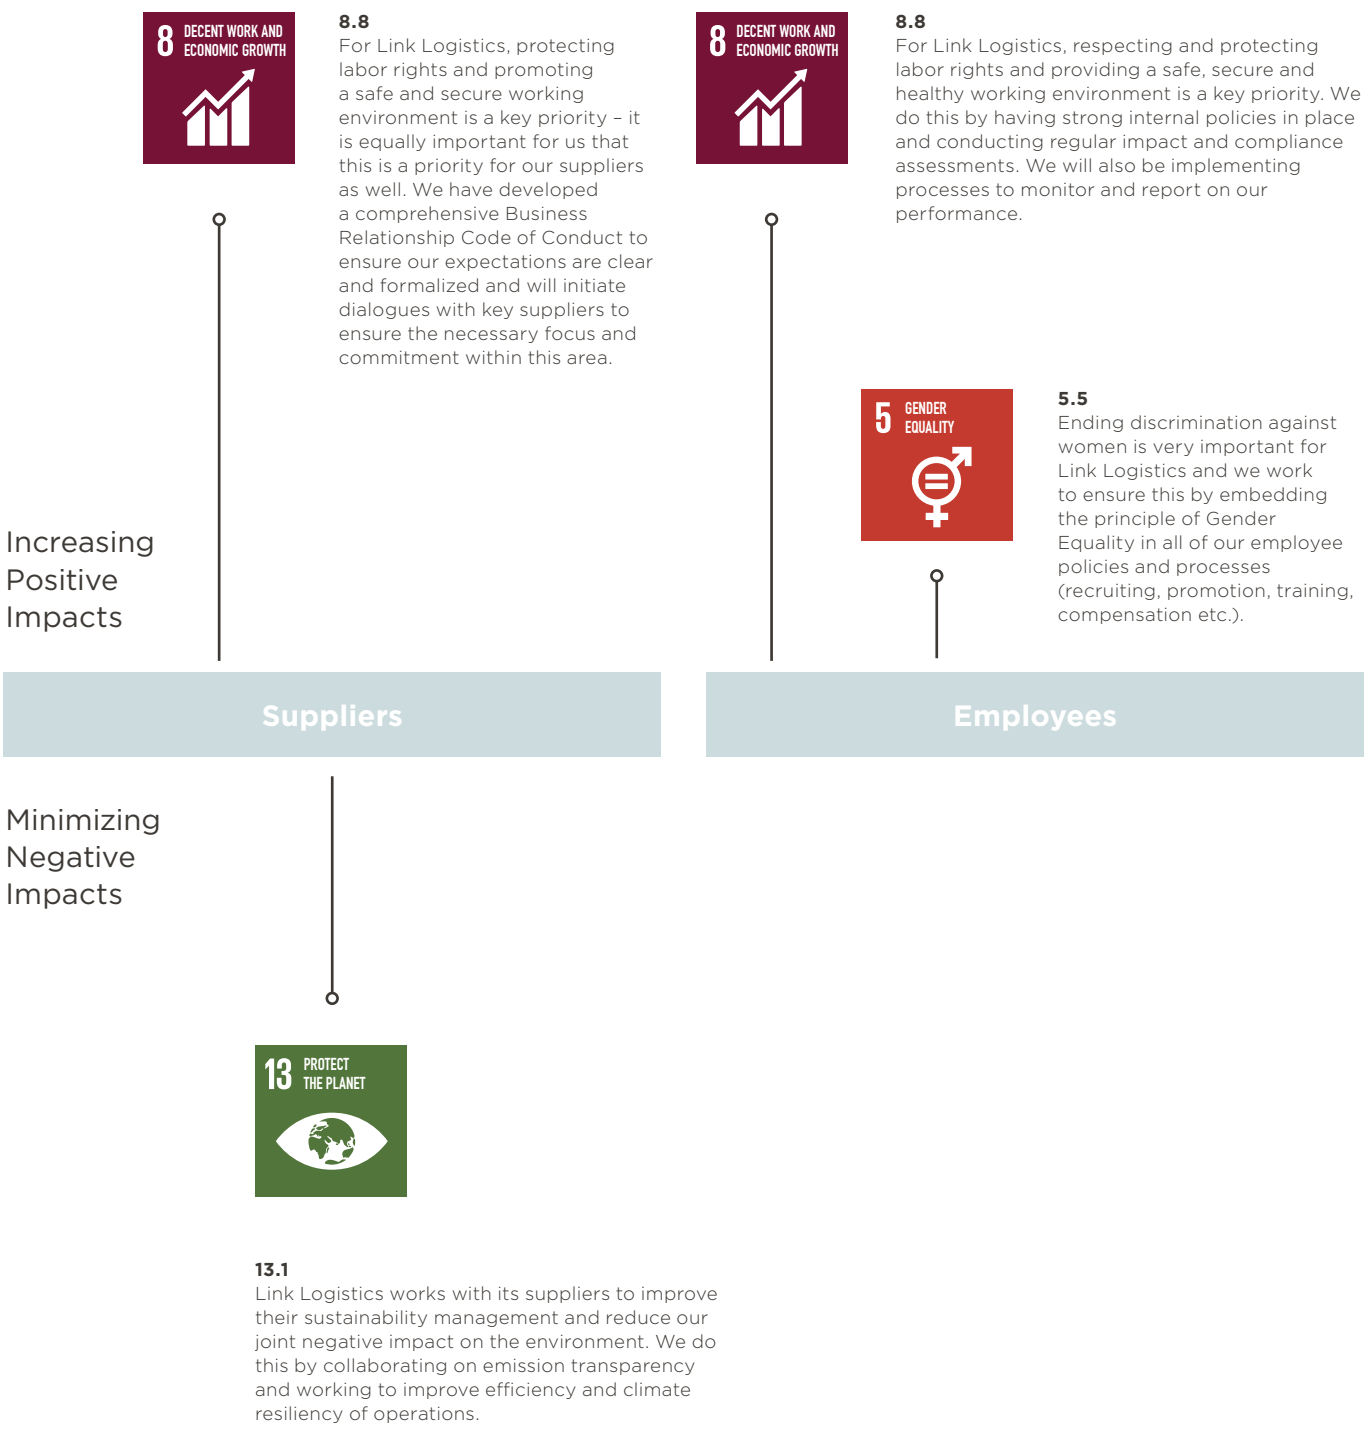 8 DECENT WORK AND
ECONOMIC GROWTH
8.8
For Link Logistics, protecting
labor rights and promoting
a safe and secure working
environment is a key priority – it
is equally important for us that
this is a priority for our suppliers
as well. We have developed
a comprehensive Business
Relationship Code of Conduct to
ensure our expectations are clear
and formalized and will initiate
dialogues with key suppliers to
ensure the necessary focus and
commitment within this area.
8 DECENT WORK AND
ECONOMIC GROWTH
8.8
For Link Logistics, respecting and protecting
labor rights and providing a safe, secure and
healthy working environment is a key priority. We
do this by having strong internal policies in place
and conducting regular impact and compliance
assessments. We will also be implementing
processes to monitor and report on our
performance.
5 GENDER
EQUALITY
5.5
Ending discrimination against
women is very important for
Link Logistics and we work
to ensure this by embedding
the principle of Gender
Equality in all of our employee
policies and processes
(recruiting, promotion, training,
compensation etc.).
Increasing
Positive
Impacts
Suppliers
Employees
Minimizing
Negative
Impacts
13 PROTECT
THE PLANET
13.1
Link Logistics works with its suppliers to improve
their sustainability management and reduce our
joint negative impact on the environment. We do
this by collaborating on emission transparency
and working to improve efficiency and climate
resiliency of operations.